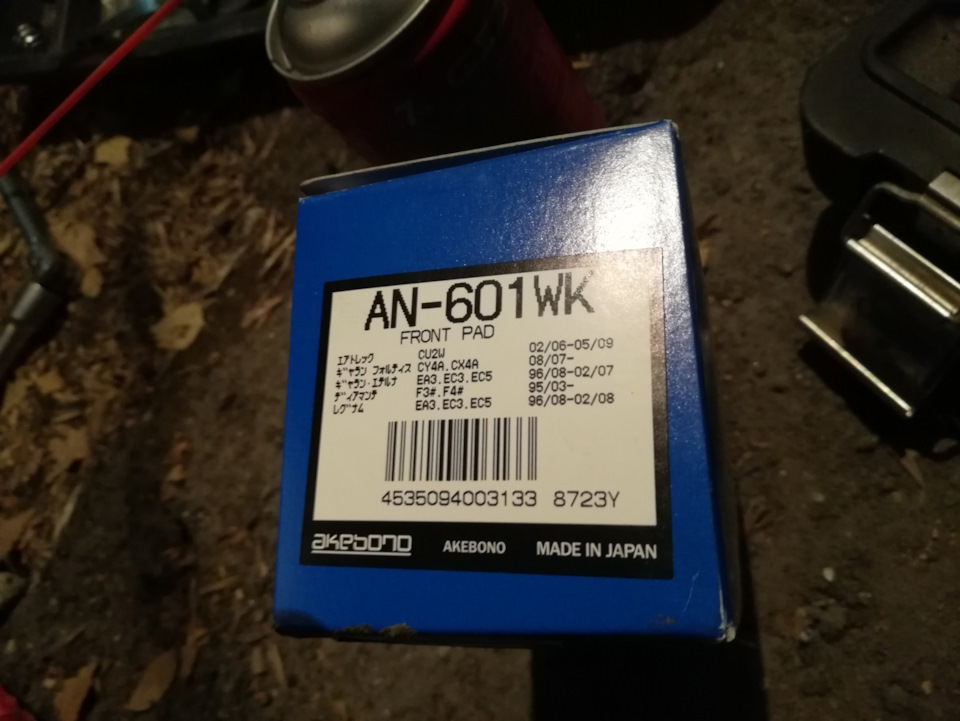 AN-601WK
FRONT PAD
エアトレック CU2W 02/06-05/09
ギャラン フォルティス CY4A.CX4A 08/07-
ギャラン・エテルナ EA3.EC3.EC5 96/08-02/07
ディアマンテ F3#.F4# 95/03-
レグナム EA3.EC3.EC5 96/08-02/08
4535094003133 8723Y
akebono AKEBONO MADE IN JAPAN